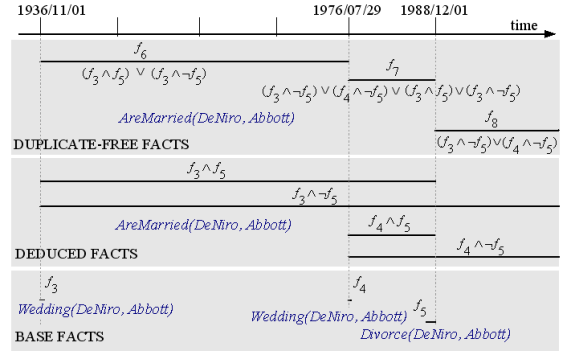 1936/11/01 1976/07/29 1988/12/01
time
f6
(f3∧f5) ∨ (f3∧¬f5)
f7
(f3∧¬f5)∨(f4∧¬f5)∨(f3∧f5)∨(f3∧¬f5)
AreMarried(DeNiro, Abbott)
f8
DUPLICATE-FREE FACTS
(f3∧¬f5)∨(f4∧¬f5)
f3∧f5
f3∧¬f5
AreMarried(DeNiro, Abbott)
f4∧f5
f4∧¬f5
DEDUCED FACTS
f3
f4
Wedding(DeNiro, Abbott)
Wedding(DeNiro, Abbott)
f5
Divorce(DeNiro, Abbott)
BASE FACTS